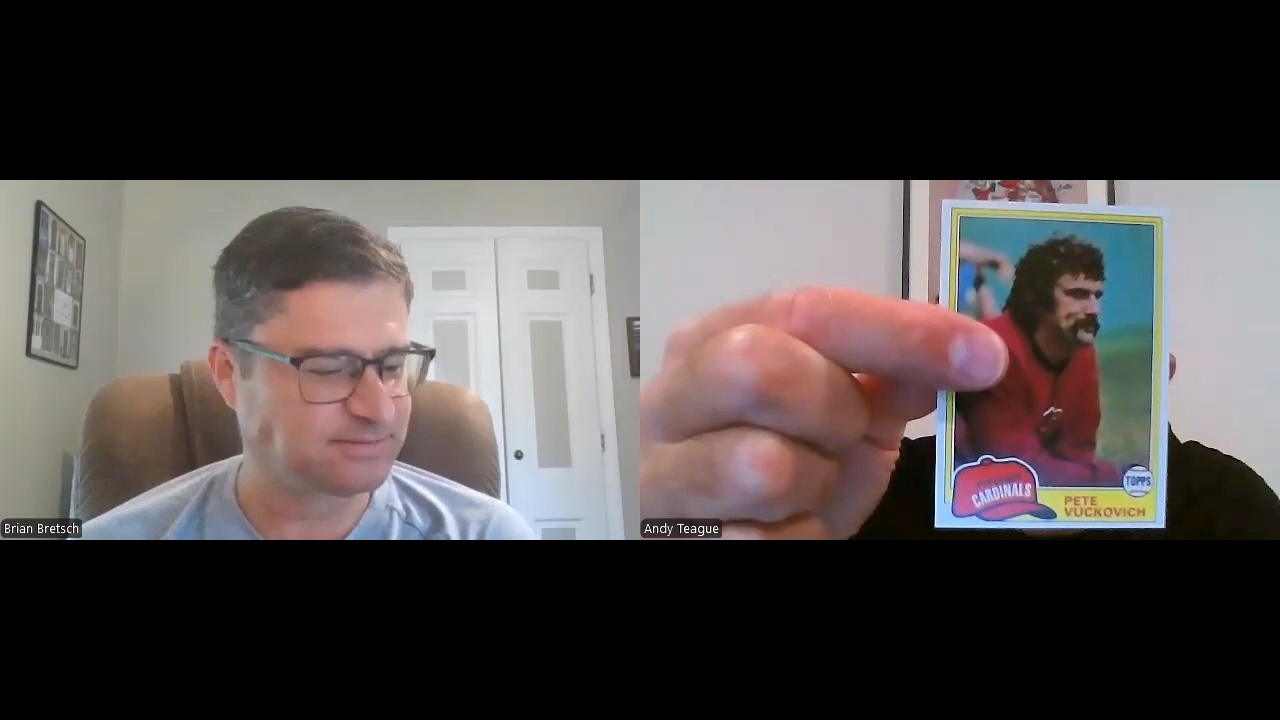 Brian Bretsch
Andy Teague
TOPPS
CARDINALS
PETE
VUCKOVICH